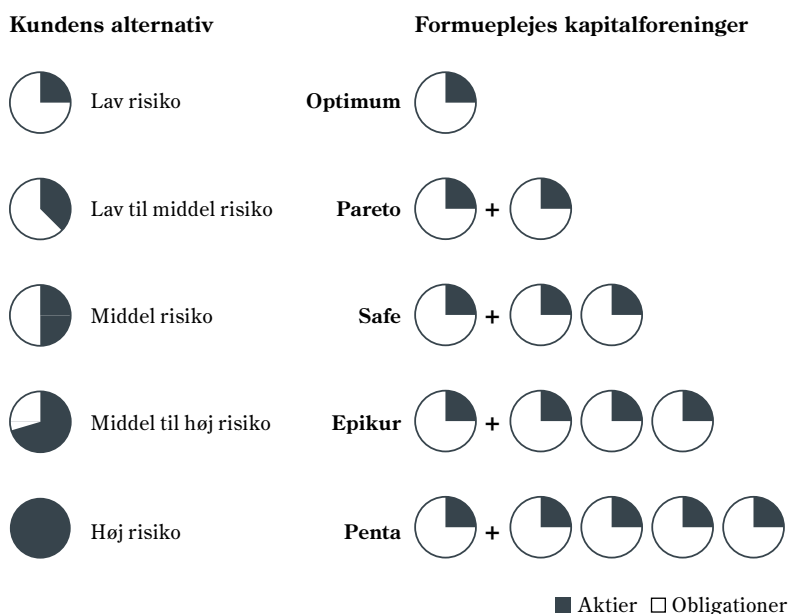 Kundens alternativ
Formueplejes kapitalforeninger
Lav risiko
Optimum
Lav til middel risiko
Pareto
+
Middel risiko
Safe
+
Middel til høj risiko
Epikur
+
Høj risiko
Penta
+
Aktier
Obligationer